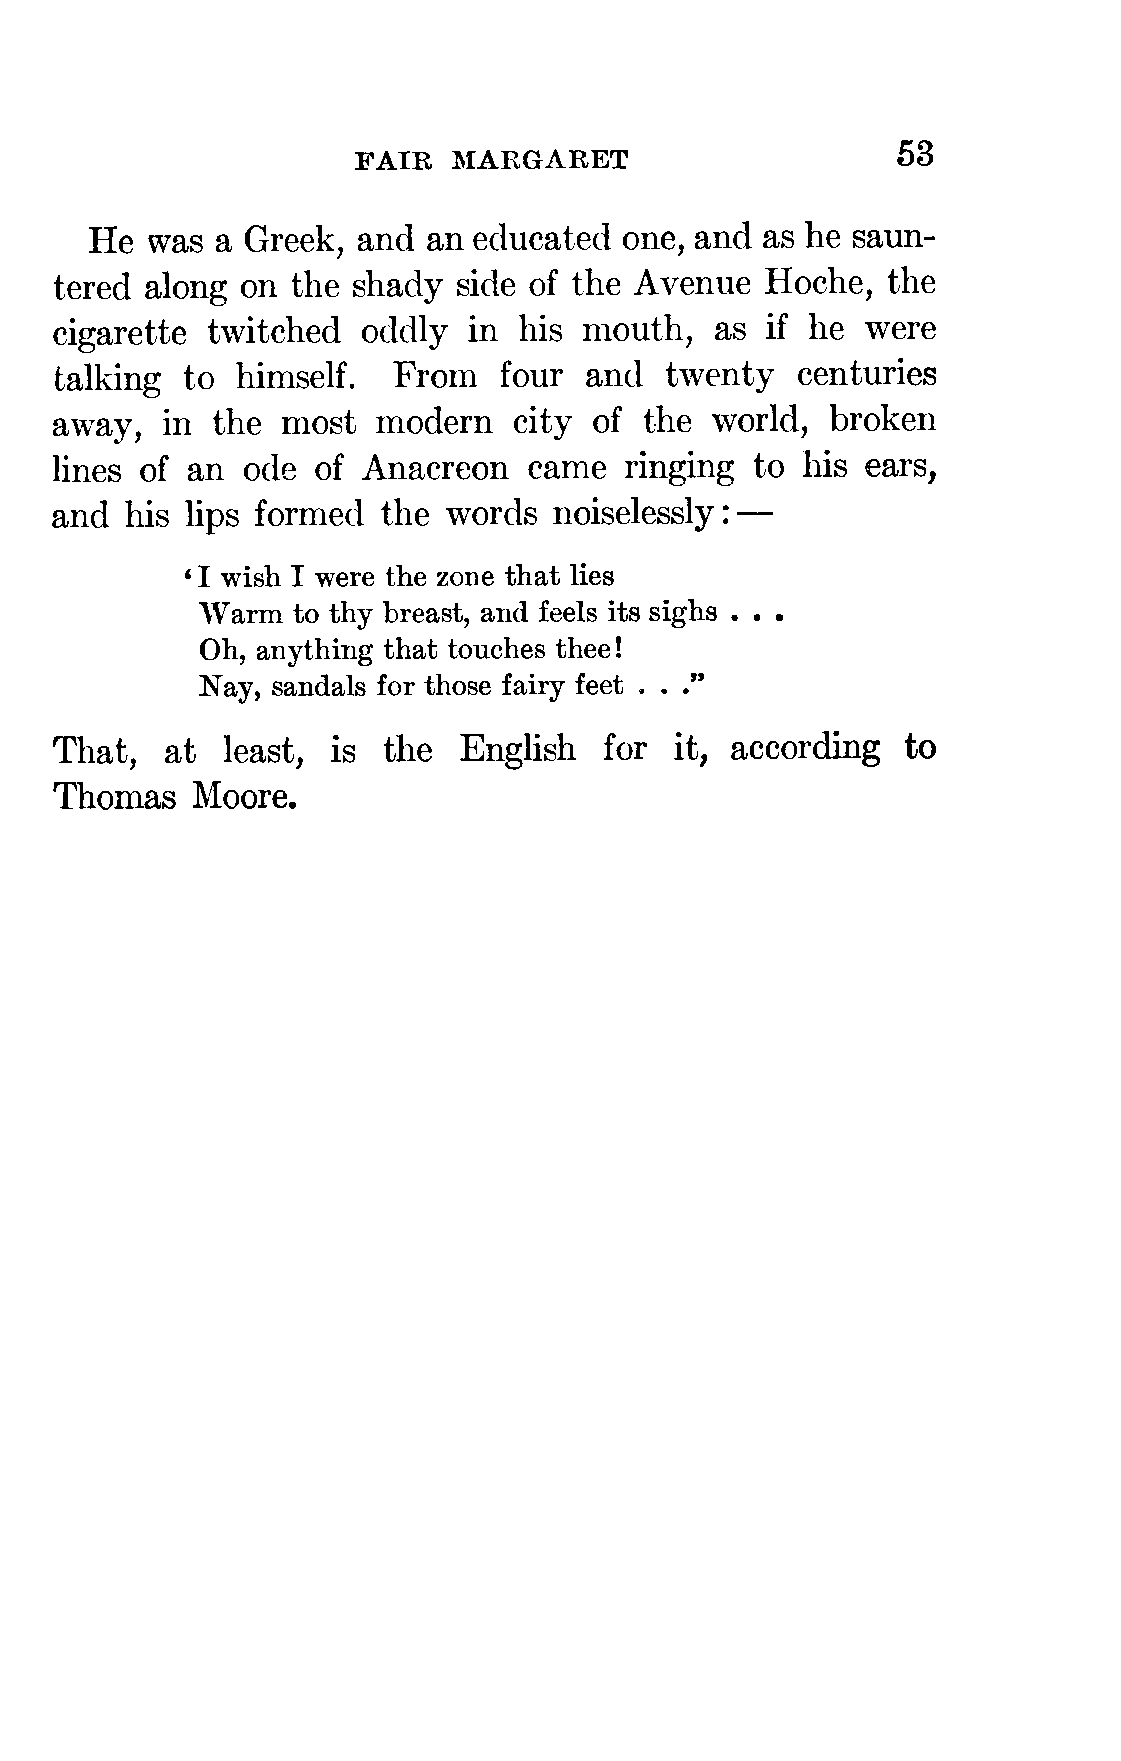 FAIR MARGARET 53
He was a Greek, and an educated one, and as he saun-
tered along on the shady side of the Avenue Hoche, the
cigarette twitched oddly in his mouth, as if he were
talking to himself. From four and twenty centuries
away, in the most modern city of the world, broken
lines of an ode of Anacreon came ringing to his ears,
and his lips formed the words noiselessly:—
‘I wish I were the zone that lies
Warm to thy breast, and feels its sighs . . .
Oh, anything that touches thee!
Nay, sandals for those fairy feet . . .”
That, at least, is the English for it, according to
Thomas Moore.